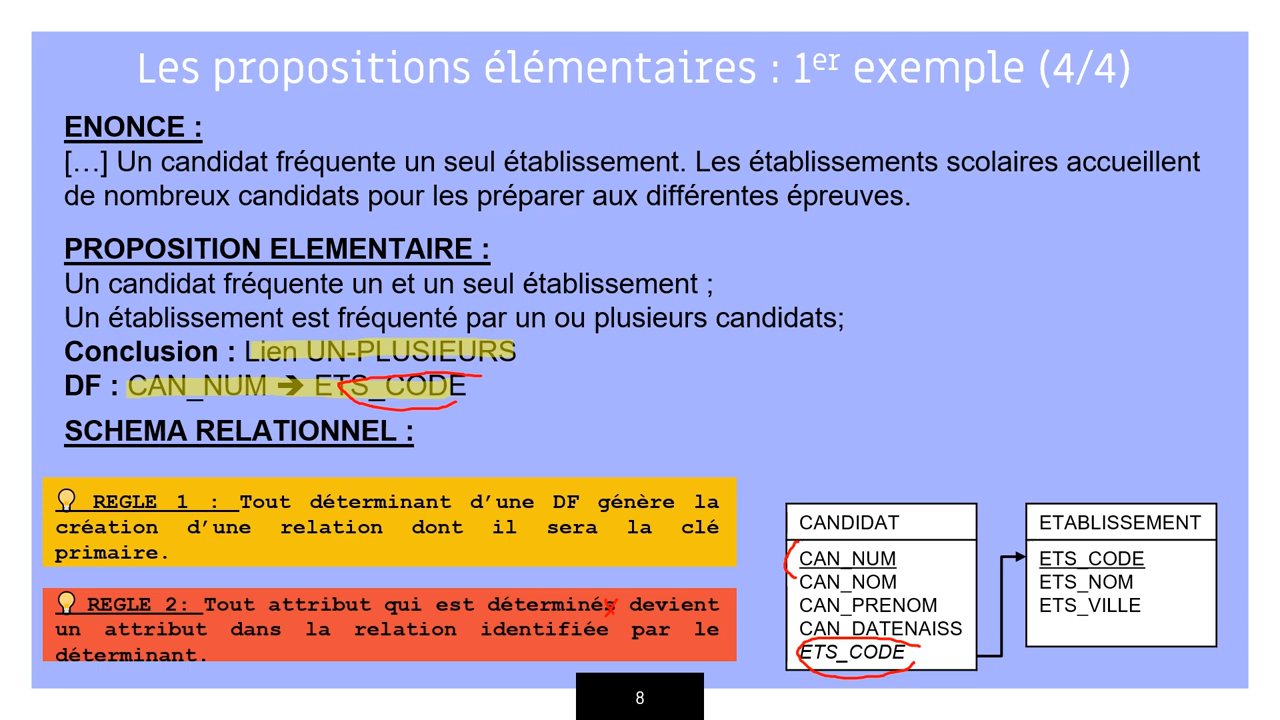 Les propositions élémentaires : 1er exemple (4/4)
ENONCE :
[…] Un candidat fréquente un seul établissement. Les établissements scolaires accueillent
de nombreux candidats pour les préparer aux différentes épreuves.
PROPOSITION ELEMENTAIRE :
Un candidat fréquente un et un seul établissement ;
Un établissement est fréquenté par un ou plusieurs candidats;
Conclusion : Lien UN-PLUSIEURS
DF : CAN_NUM ➔ ETS_CODE
SCHEMA RELATIONNEL :
REGLE 1 : Tout déterminant d’une DF génère la
création d’une relation dont il sera la clé
primaire.
REGLE 2: Tout attribut qui est déterminés devient
un attribut dans la relation identifiée par le
déterminant.
CANDIDAT
CAN_NUM
CAN_NOM
CAN_PRENOM
CAN_DATENAISS
ETS_CODE
ETABLISSEMENT
ETS_CODE
ETS_NOM
ETS_VILLE
8